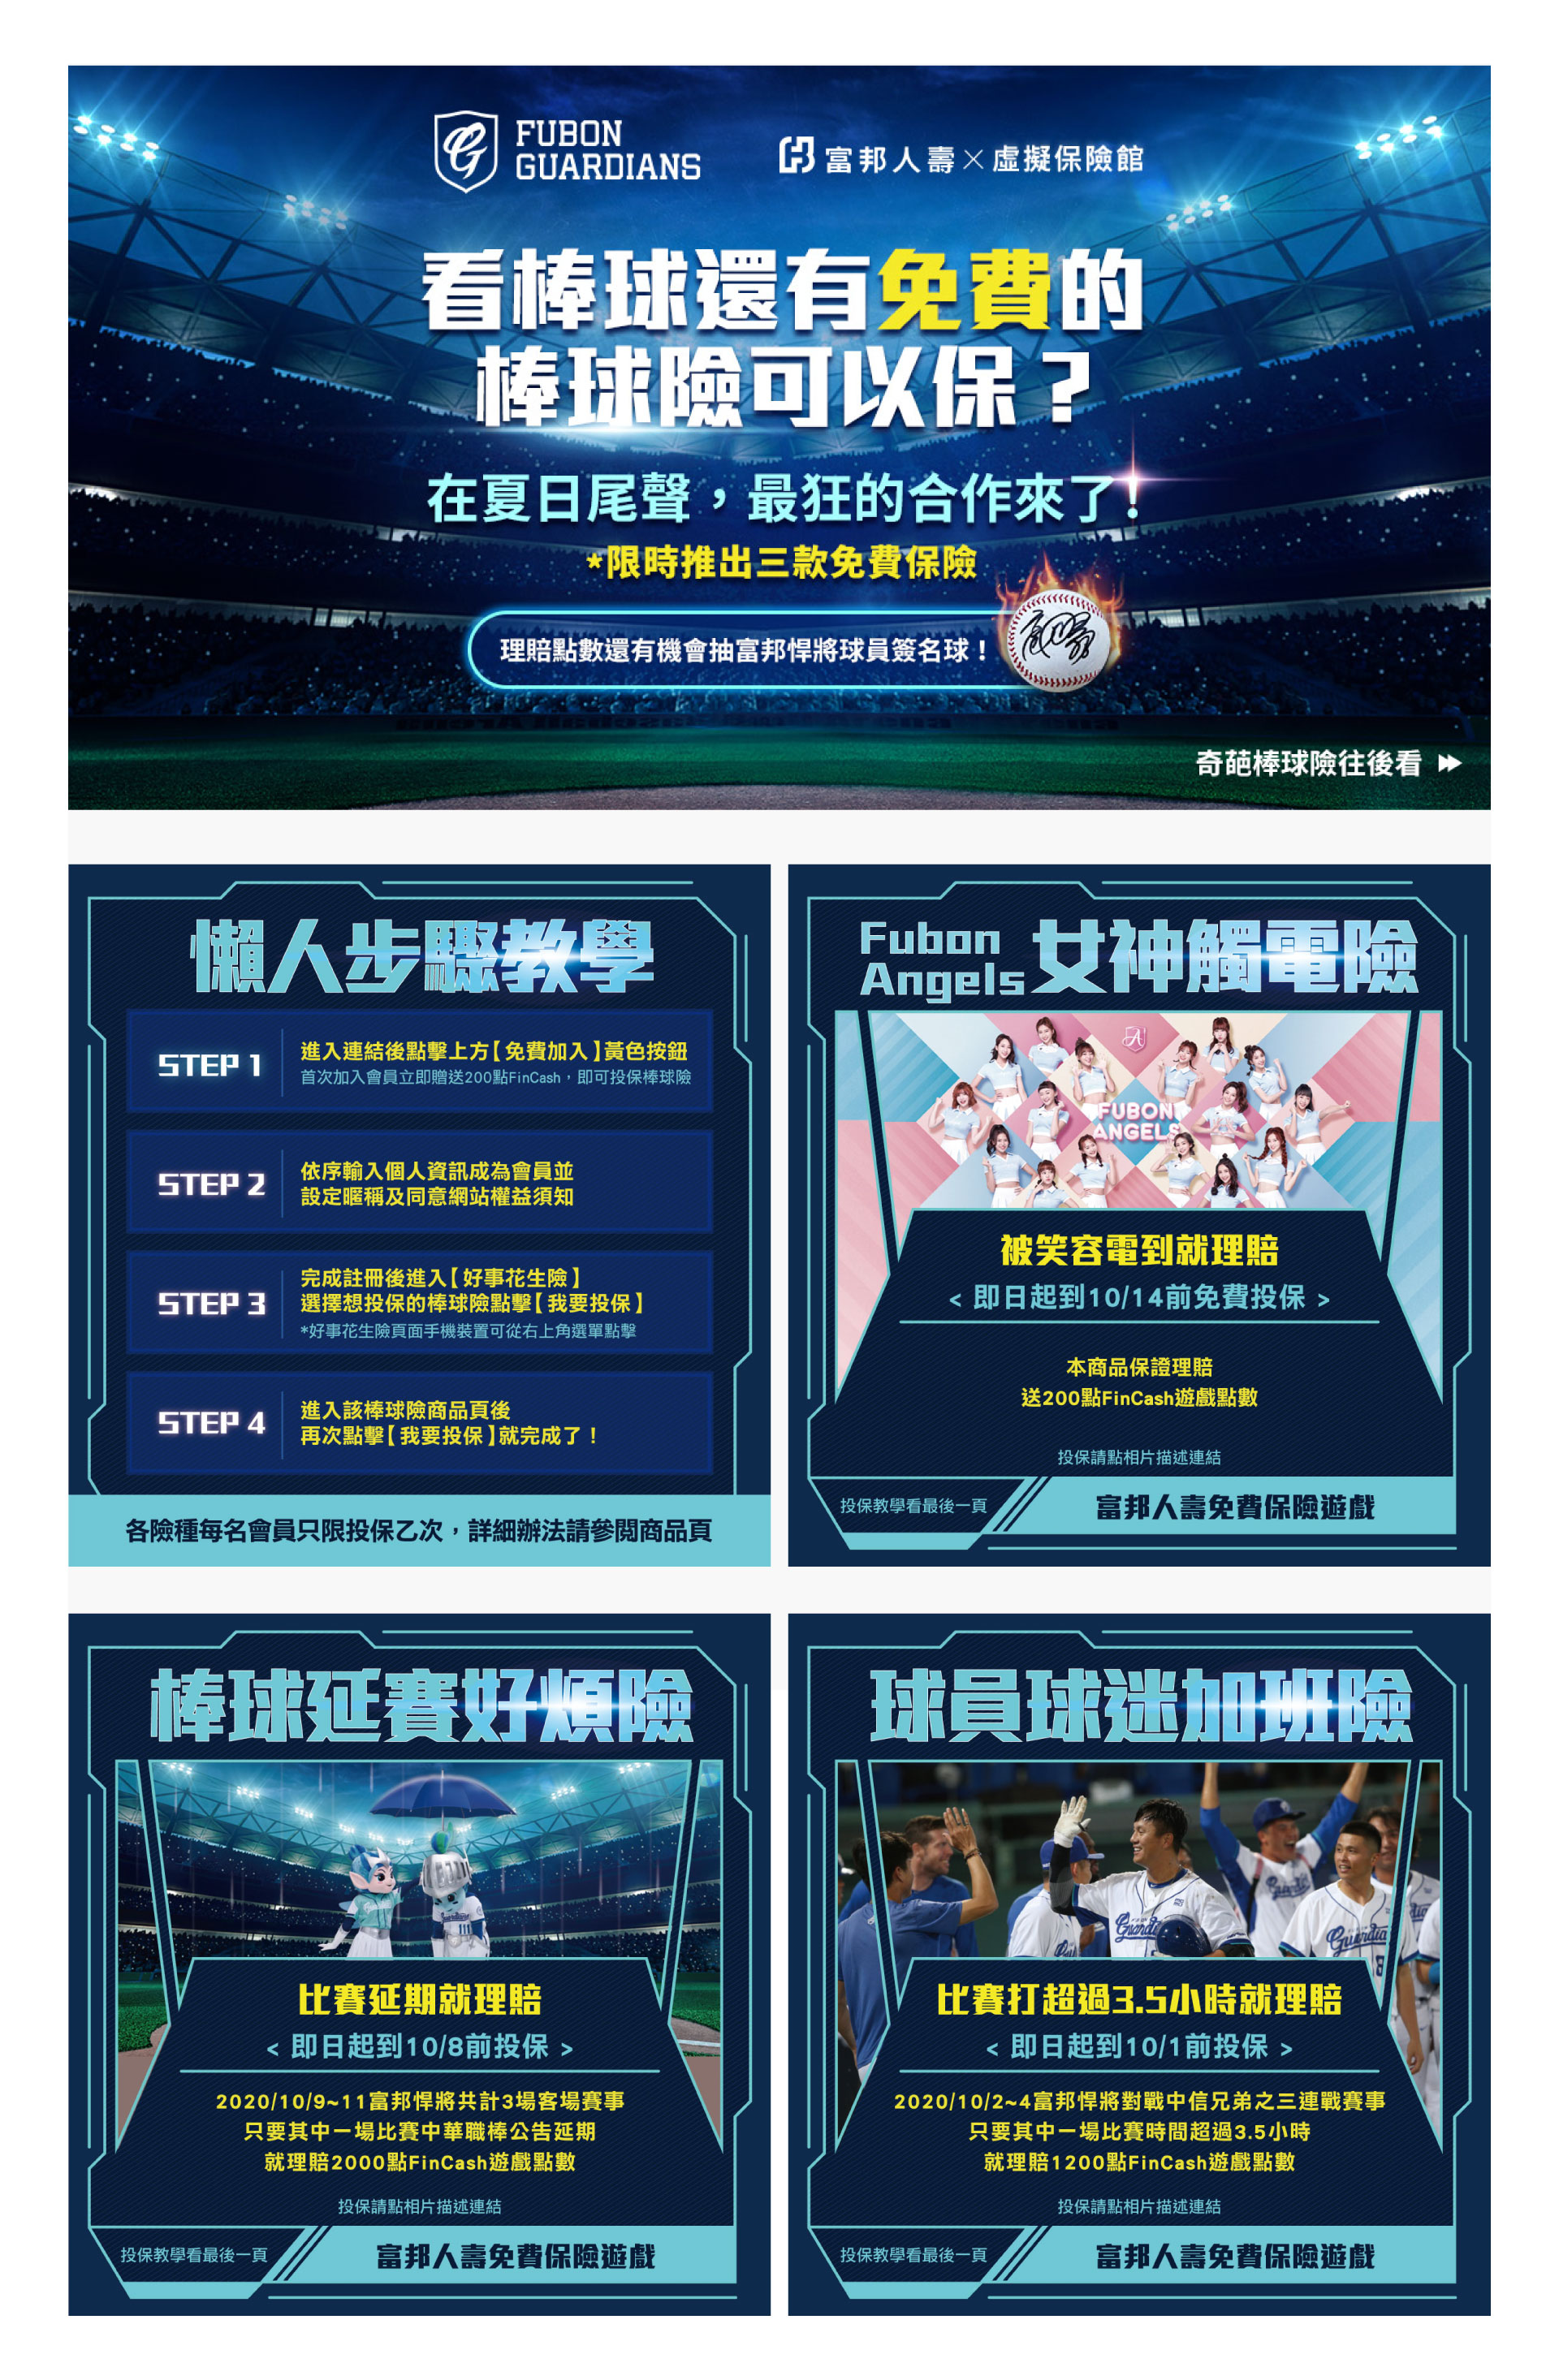 FUBON
GUARDIANS
富邦人壽×虛擬保險館
看棒球還有免費的
棒球險可以保？
在夏日尾聲，最狂的合作來了！
*限時推出三款免費保險
理賠點數還有機會抽富邦悍將球員簽名球！
奇葩棒球險往後看
懶人步驟教學
STEP 1
進入連結後點擊上方【免費加入】黃色按鈕
首次加入會員立即贈送200點FinCash，即可投保棒球險
STEP 2
依序輸入個人資訊成為會員並
設定暱稱及同意網站權益須知
STEP 3
完成註冊後進入【好事花生險】
選擇想投保的棒球險點擊【我要投保】
*好事花生險頁面手機裝置可從右上角選單點擊
STEP 4
進入該棒球險商品頁後
再次點擊【我要投保】就完成了！
各險種每名會員只限投保乙次，詳細辦法請參閱商品頁
Fubon
Angels
女神觸電險
A
FUBON
ANGELS
被笑容電到就理賠
< 即日起到10/14前免費投保 >
本商品保證理賠
送200點FinCash遊戲點數
投保請點相片描述連結
投保教學看最後一頁
富邦人壽免費保險遊戲
棒球延賽好煩險
比賽延期就理賠
< 即日起到10/8前投保 >
2020/10/9~11富邦悍將共計3場客場賽事
只要其中一場比賽中華職棒公告延期
就理賠2000點FinCash遊戲點數
投保請點相片描述連結
投保教學看最後一頁
富邦人壽免費保險遊戲
球員球迷加班險
比賽打超過3.5小時就理賠
< 即日起到10/1前投保 >
2020/10/2~4富邦悍將對戰中信兄弟之三連戰賽事
只要其中一場比賽時間超過3.5小時
就理賠1200點FinCash遊戲點數
投保請點相片描述連結
投保教學看最後一頁
富邦人壽免費保險遊戲